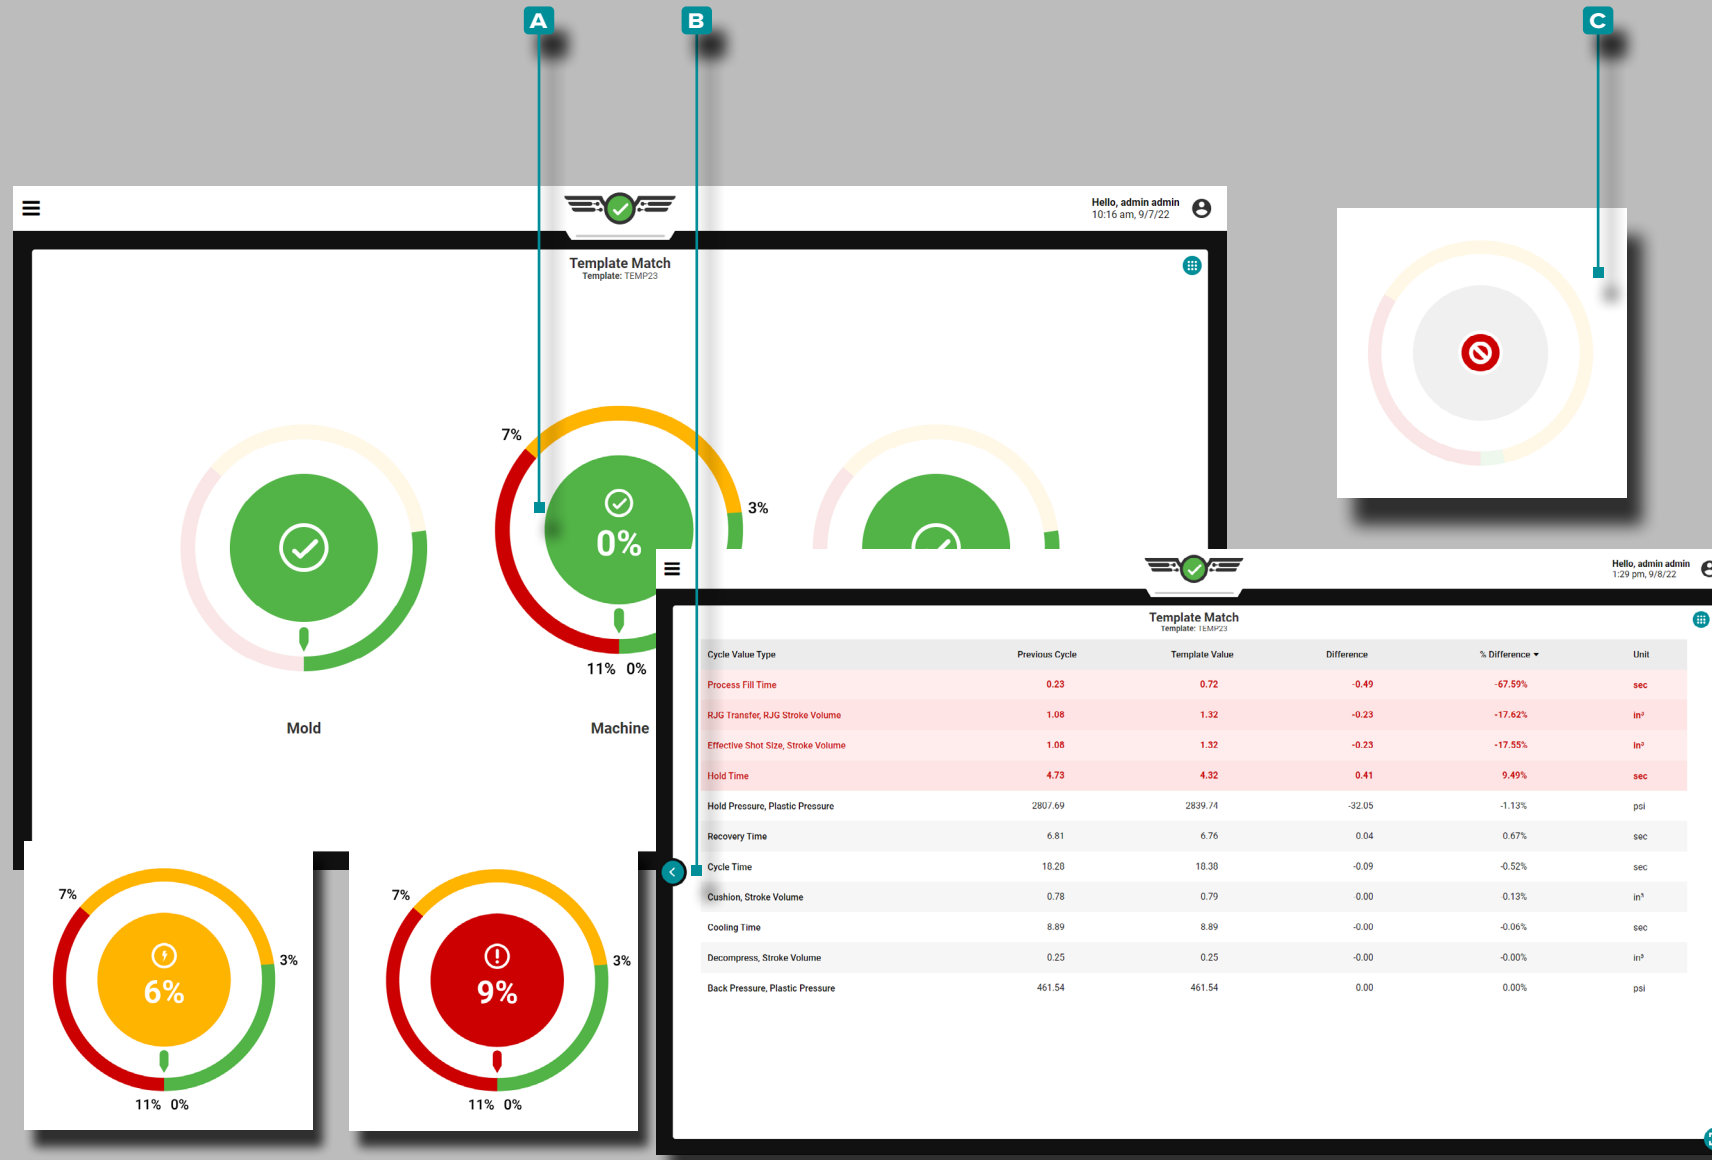 A
B
C
Hello, admin admin
10:16 am, 9/7/22
Template Match
Template: TEMP23
7%
3%
0%
11% 0%
Mold
Machine
Hello, admin admin
1:29 pm, 9/8/22
Template Match
Template: TEMP23
Cycle Value Type Previous Cycle Template Value Difference % Difference Unit
Process Fill Time 0.23 0.72 -0.49 -67.59% sec
RJG Transfer, RJG Stroke Volume 1.08 1.32 -0.23 -17.62% in³
Effective Shot Size, Stroke Volume 1.08 1.32 -0.23 -17.55% in³
Hold Time 4.73 4.32 0.41 9.49% sec
Hold Pressure, Plastic Pressure 2807.69 2839.74 -32.05 -1.13% psi
Recovery Time 6.81 6.76 0.04 0.67% sec
Cycle Time 18.28 18.38 -0.09 -0.52% sec
Cushion, Stroke Volume 0.78 0.79 -0.00 -0.13% in³
Cooling Time 8.89 8.89 -0.00 -0.06% sec
Decompress, Stroke Volume 0.25 0.25 -0.00 -0.00% in³
Back Pressure, Plastic Pressure 461.54 461.54 0.00 0.00% psi
7%
3%
6%
11% 0%
7%
3%
9%
11% 0%